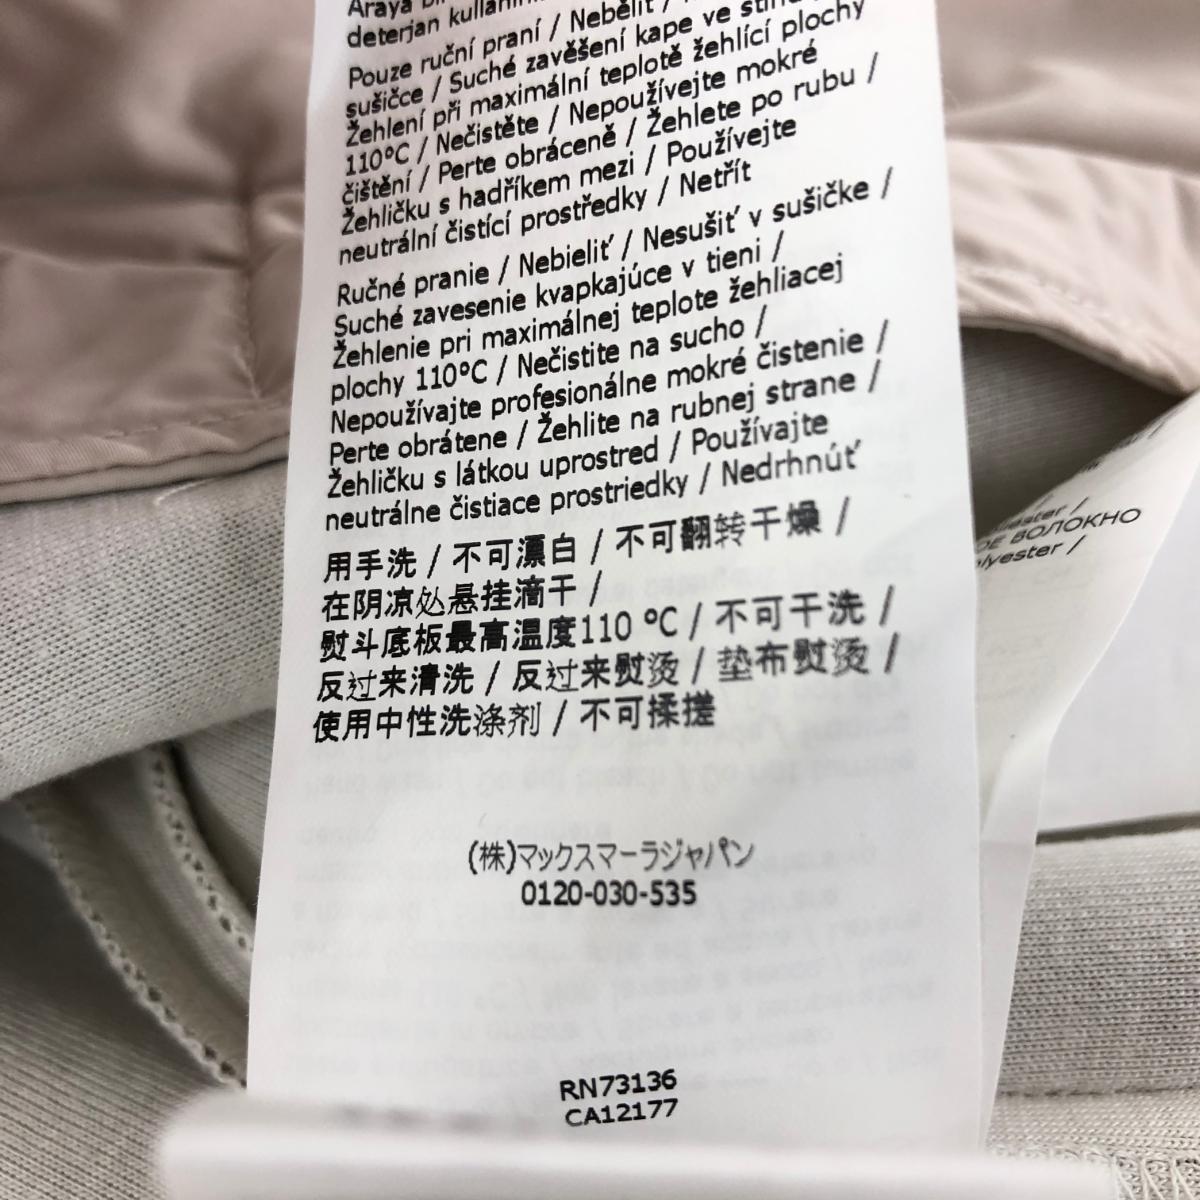 Araya
deterjan
Pouze ruční praní / Nebělit /
sušičce / Suché zavěšení kape ve
Žehlení při maximální teplotě žehlící plochy
110°C / Nečistěte / Nepoužívejte mokré
čištění / Perte obráceně / Žehlete po rubu /
Žehličku s hadříkem mezi / Používejte
neutrální čistící prostředky / Netřít
Ručné pranie / Nebieliť / Nesušiť v sušičke /
Suché zavesenie kvapkajúce v tieni /
Žehlenie pri maximálnej teplote žehliacej
plochy 110°C / Nečistite na sucho /
Nepoužívajte profesionálne mokré čistenie /
Perte obrátene / Žehlite na rubnej strane /
Žehličku s látkou uprostred / Používajte
neutrálne čistiace prostriedky / Nedrhnúť
用手洗 / 不可漂白 / 不可翻转干燥 /
在阴凉处悬挂滴干 /
熨斗底板最高温度110 °C / 不可干洗 /
反过来清洗 / 反过来熨烫 / 垫布熨烫 /
使用中性洗涤剂 / 不可揉搓
(株)マックスマーラジャパン
0120-030-535
RN73136
CA12177
ВОЛОКНО